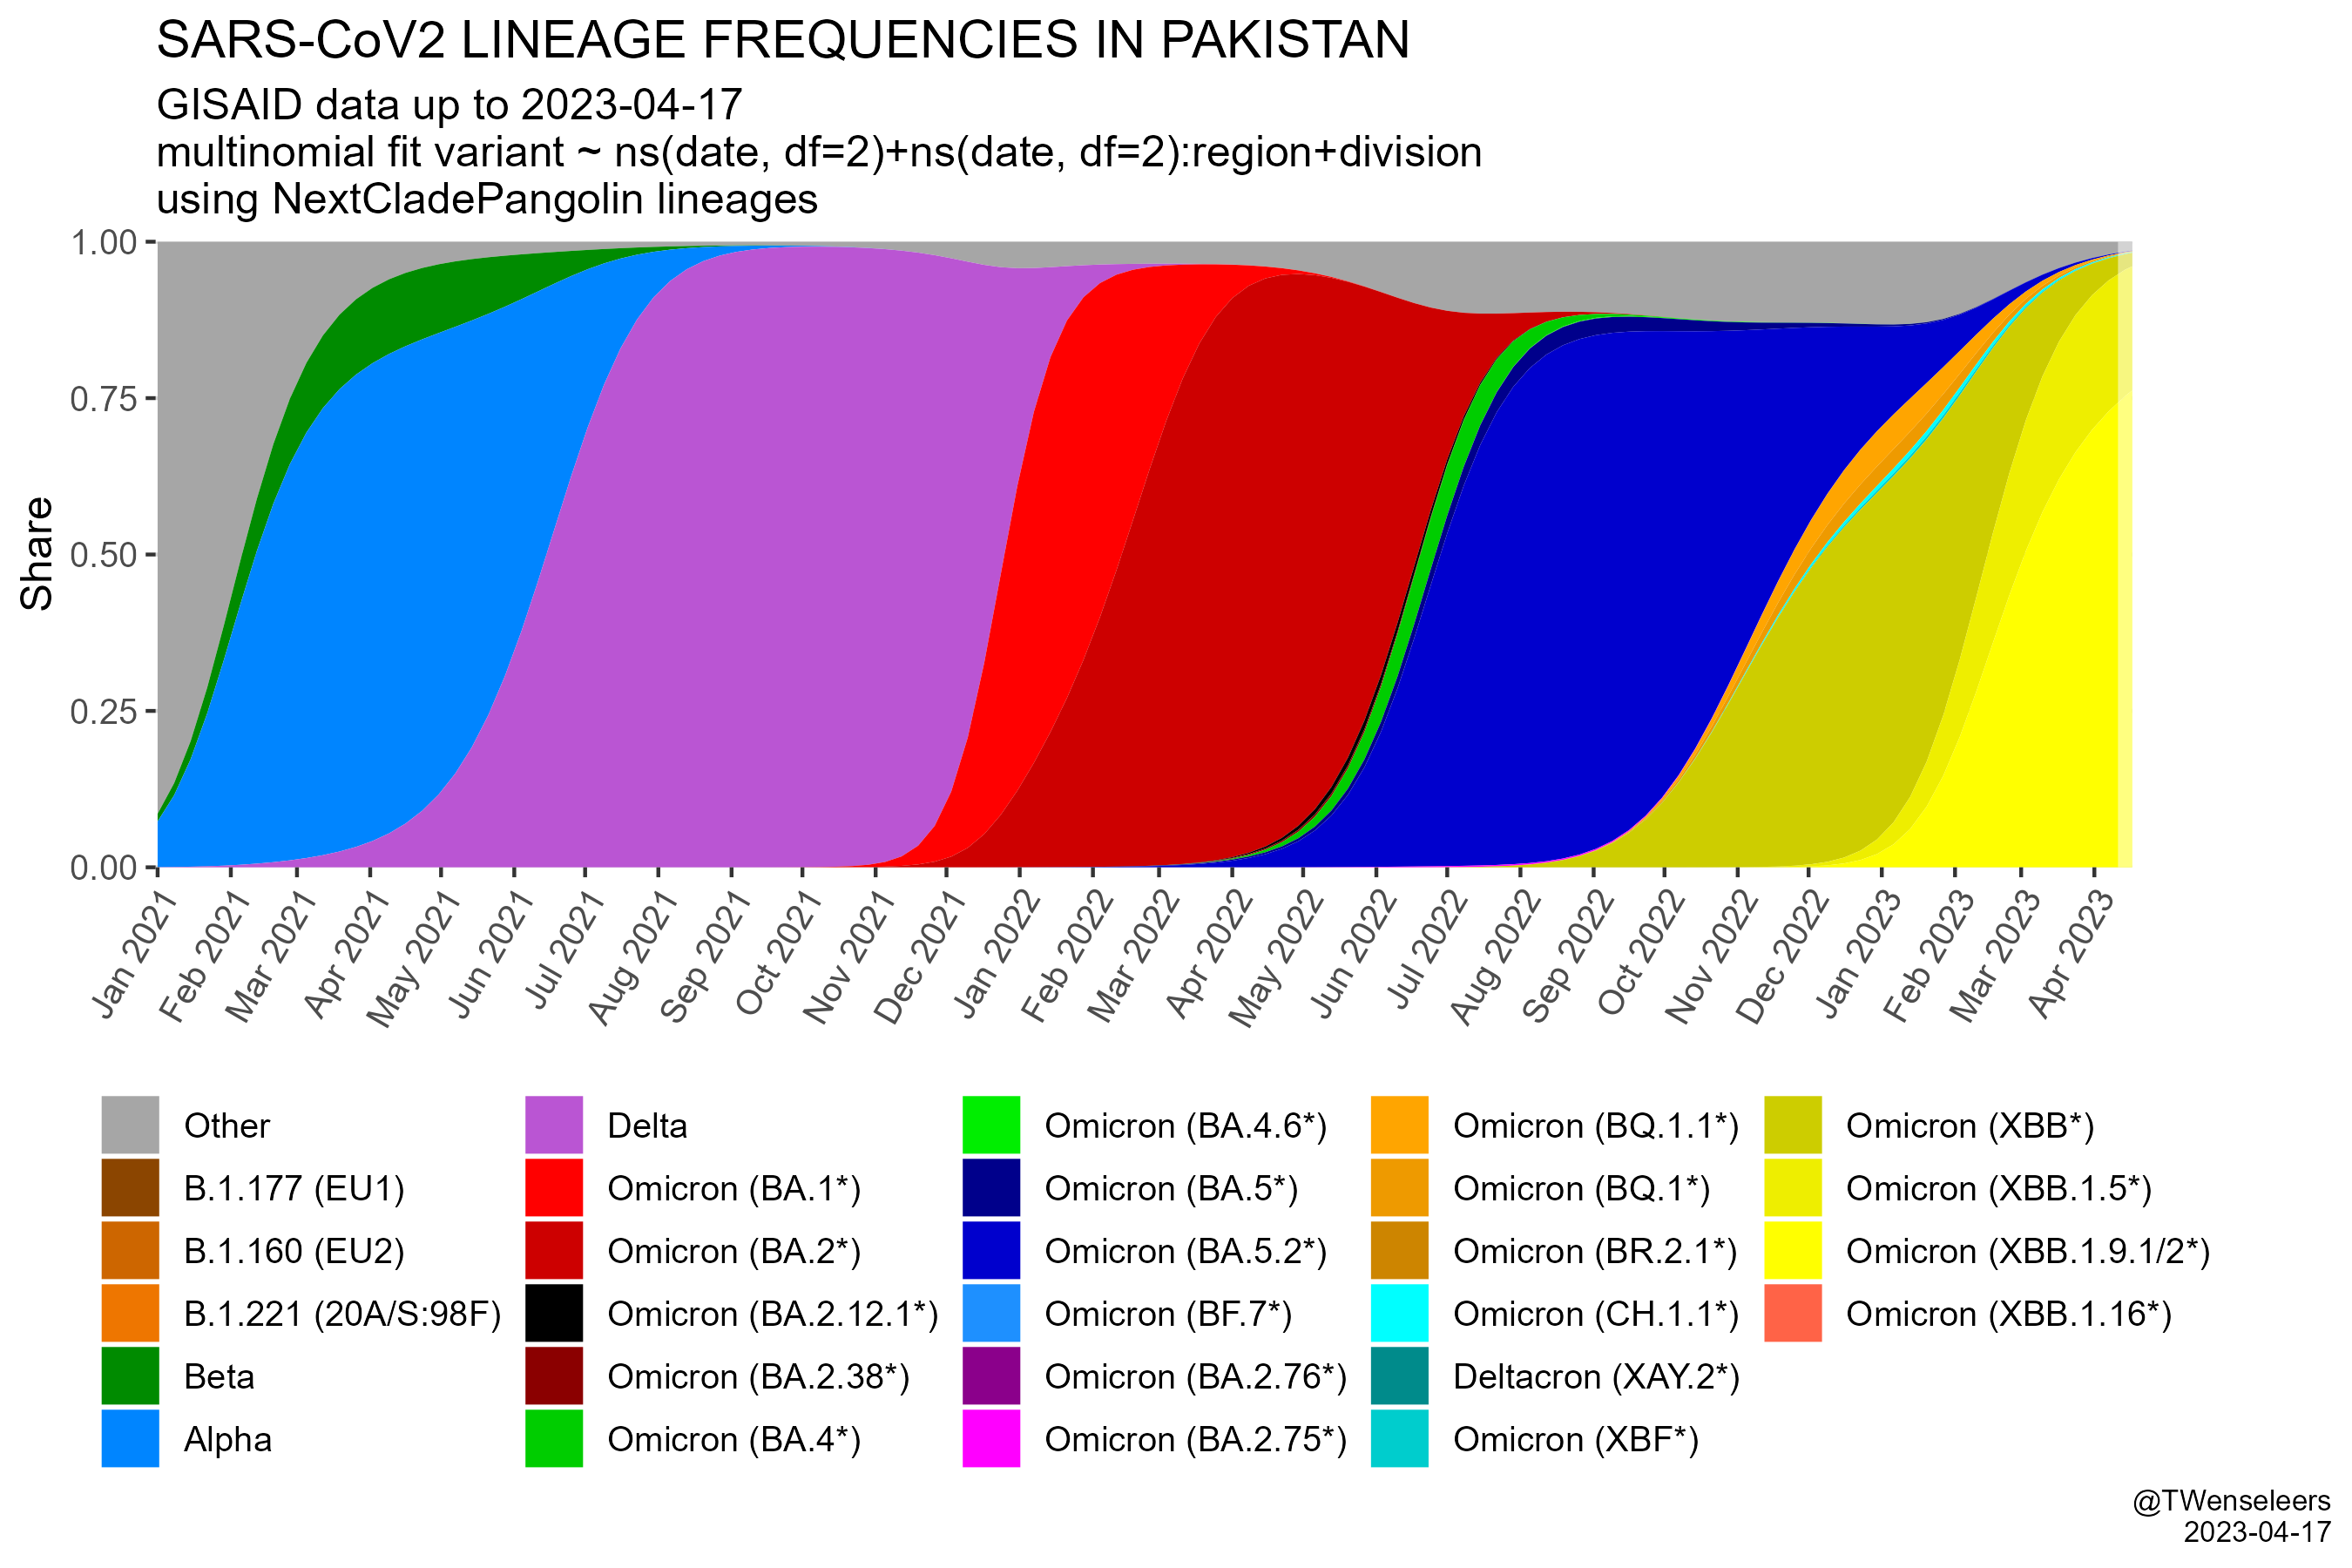 SARS-CoV2 LINEAGE FREQUENCIES IN PAKISTAN
GISAID data up to 2023-04-17
multinomial fit variant ~ ns(date, df=2)+ns(date, df=2):region+division
using NextCladePangolin lineages
1.00
0.75
0.50
0.25
0.00
Share
Jan 2021
Feb 2021
Mar 2021
Apr 2021
May 2021
Jun 2021
Jul 2021
Aug 2021
Sep 2021
Oct 2021
Nov 2021
Dec 2021
Jan 2022
Feb 2022
Mar 2022
Apr 2022
May 2022
Jun 2022
Jul 2022
Aug 2022
Sep 2022
Oct 2022
Nov 2022
Dec 2022
Jan 2023
Feb 2023
Mar 2023
Apr 2023
Other
B.1.177 (EU1)
B.1.160 (EU2)
B.1.221 (20A/S:98F)
Beta
Alpha
Delta
Omicron (BA.1*)
Omicron (BA.2*)
Omicron (BA.2.12.1*)
Omicron (BA.2.38*)
Omicron (BA.4*)
Omicron (BA.4.6*)
Omicron (BA.5*)
Omicron (BA.5.2*)
Omicron (BF.7*)
Omicron (BA.2.76*)
Omicron (BA.2.75*)
Omicron (BQ.1.1*)
Omicron (BQ.1*)
Omicron (BR.2.1*)
Omicron (CH.1.1*)
Deltacron (XAY.2*)
Omicron (XBF*)
Omicron (XBB*)
Omicron (XBB.1.5*)
Omicron (XBB.1.9.1/2*)
Omicron (XBB.1.16*)
@TWenseleers
2023-04-17